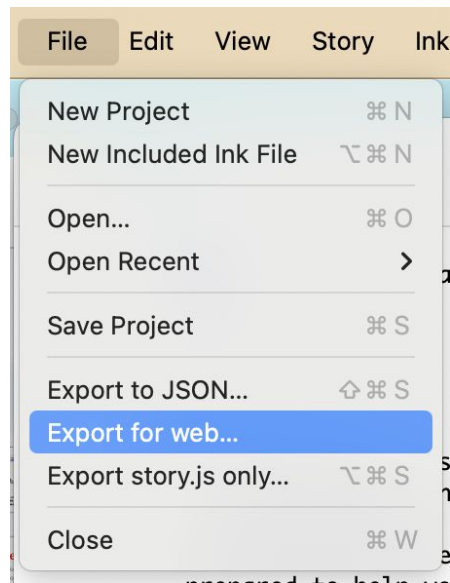 File Edit View Story Ink
New Project ⌘ N
New Included Ink File ⌥ ⌘ N
Open... ⌘ O
Open Recent >
Save Project ⌘ S
Export to JSON... ⇧ ⌘ S
Export for web...
Export story.js only... ⌥ ⌘ S
Close ⌘ W